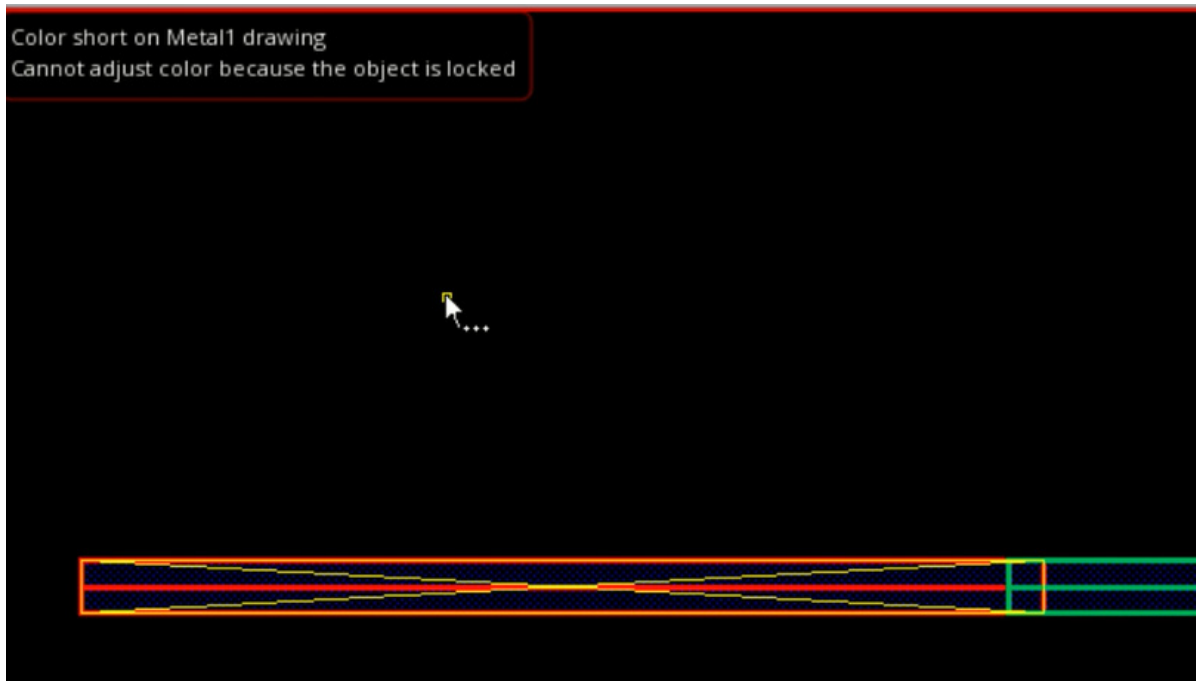 Color short on Metal1 drawing
Cannot adjust color because the object is locked